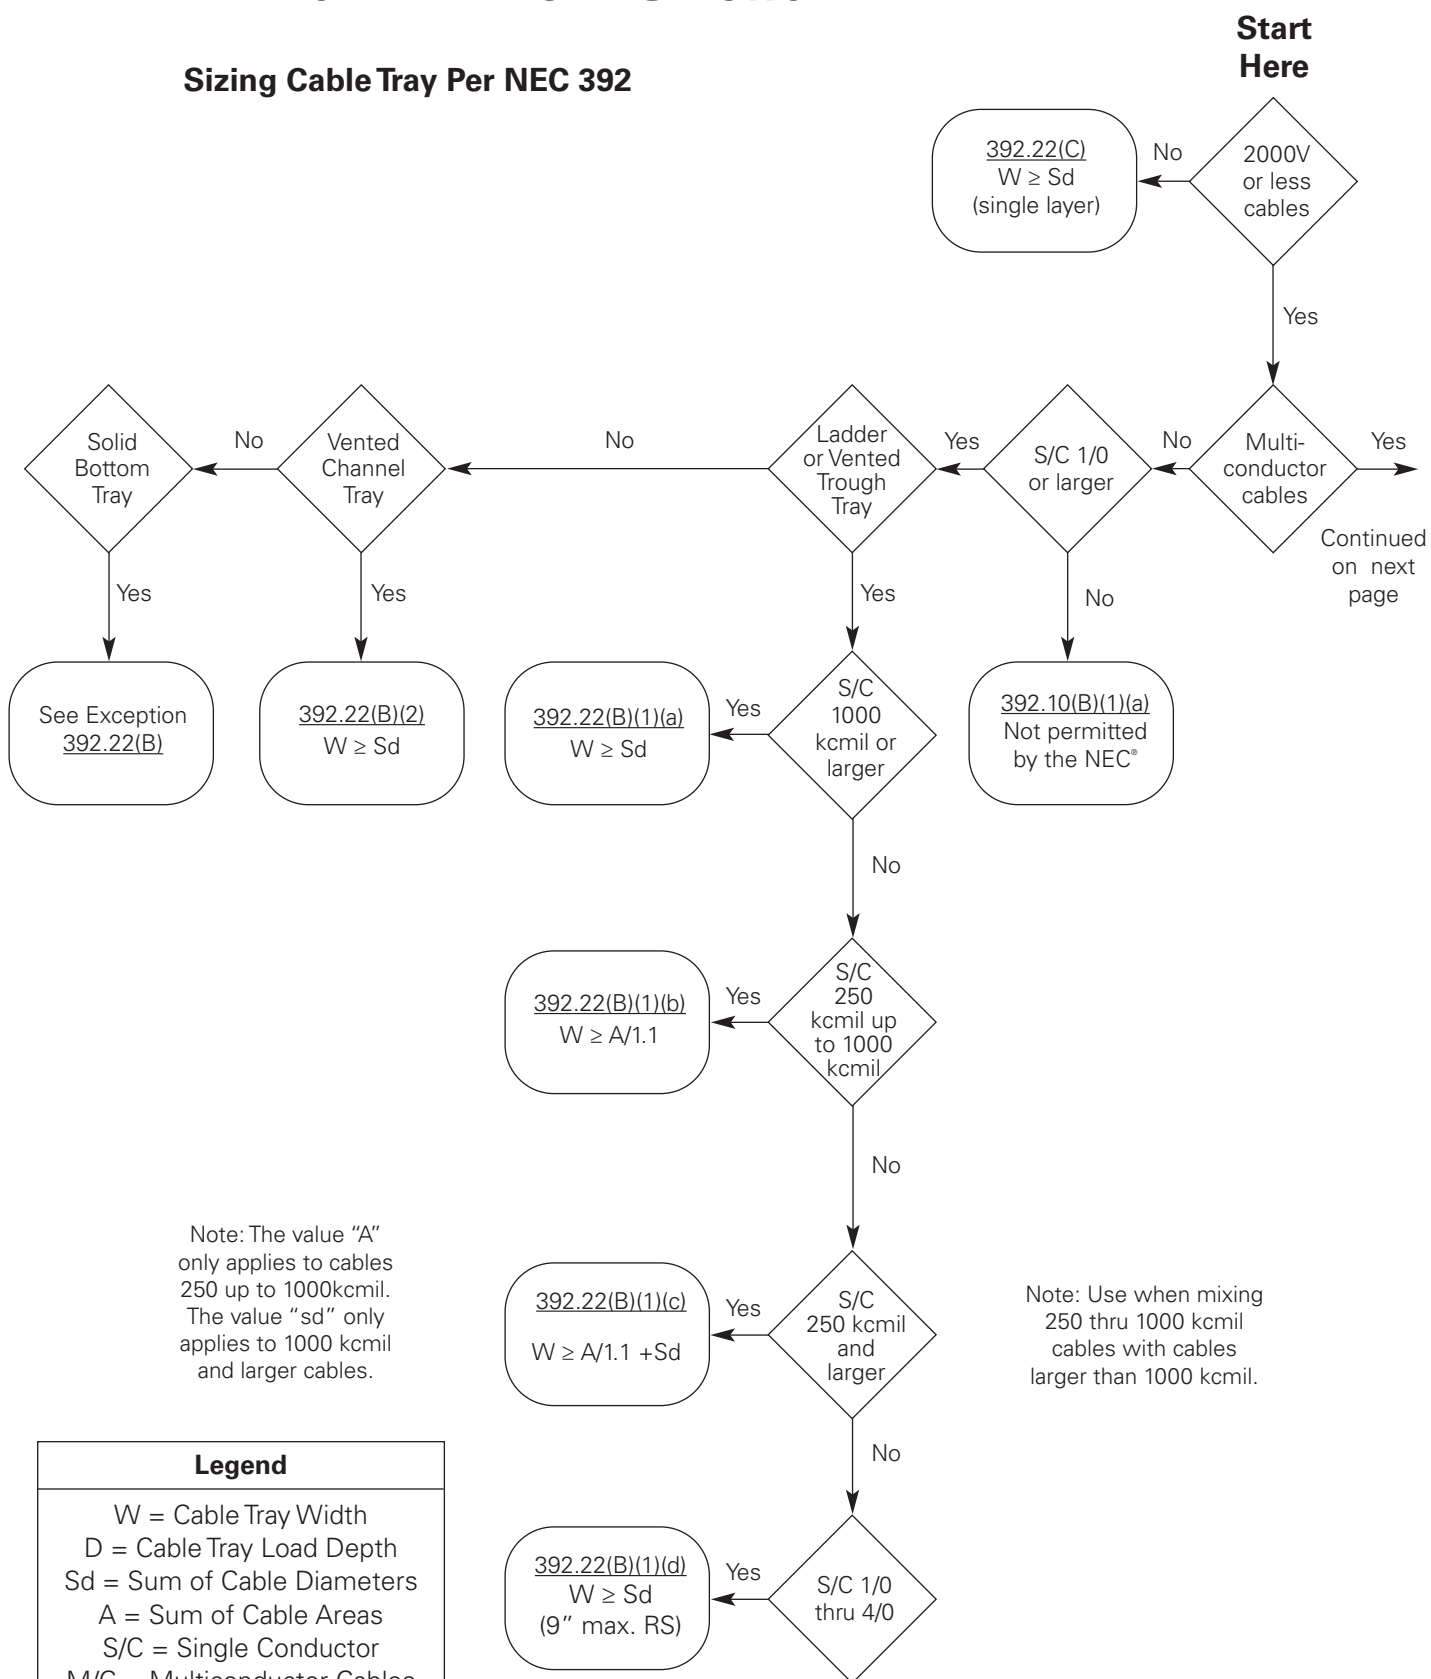 Start
Here
Sizing Cable Tray Per NEC 392
392.22(C)
W ≥ Sd
(single layer)
No
2000V
or less
cables
Yes
Solid
Bottom
Tray
No
Vented
Channel
Tray
No
Ladder
or Vented
Trough
Tray
Yes
S/C 1/0
or larger
No
Multi-
conductor
cables
Yes
Continued
on next
page
Yes
Yes
Yes
No
See Exception
392.22(B)
392.22(B)(2)
W ≥ Sd
392.22(B)(1)(a)
W ≥ Sd
Yes
S/C
1000
kcmil or
larger
392.10(B)(1)(a)
Not permitted
by the NEC®
No
392.22(B)(1)(b)
W ≥ A/1.1
Yes
S/C
250
kcmil up
to 1000
kcmil
No
Note: The value “A”
only applies to cables
250 up to 1000kcmil.
The value “sd” only
applies to 1000 kcmil
and larger cables.
392.22(B)(1)(c)
W ≥ A/1.1 +Sd
Yes
S/C
250 kcmil
and
larger
Note: Use when mixing
250 thru 1000 kcmil
cables with cables
larger than 1000 kcmil.
No
Legend
W = Cable Tray Width
D = Cable Tray Load Depth
Sd = Sum of Cable Diameters
A = Sum of Cable Areas
S/C = Single Conductor
M/C = Multiconductor Cables
392.22(B)(1)(d)
W ≥ Sd
(9” max. RS)
Yes
S/C 1/0
thru 4/0